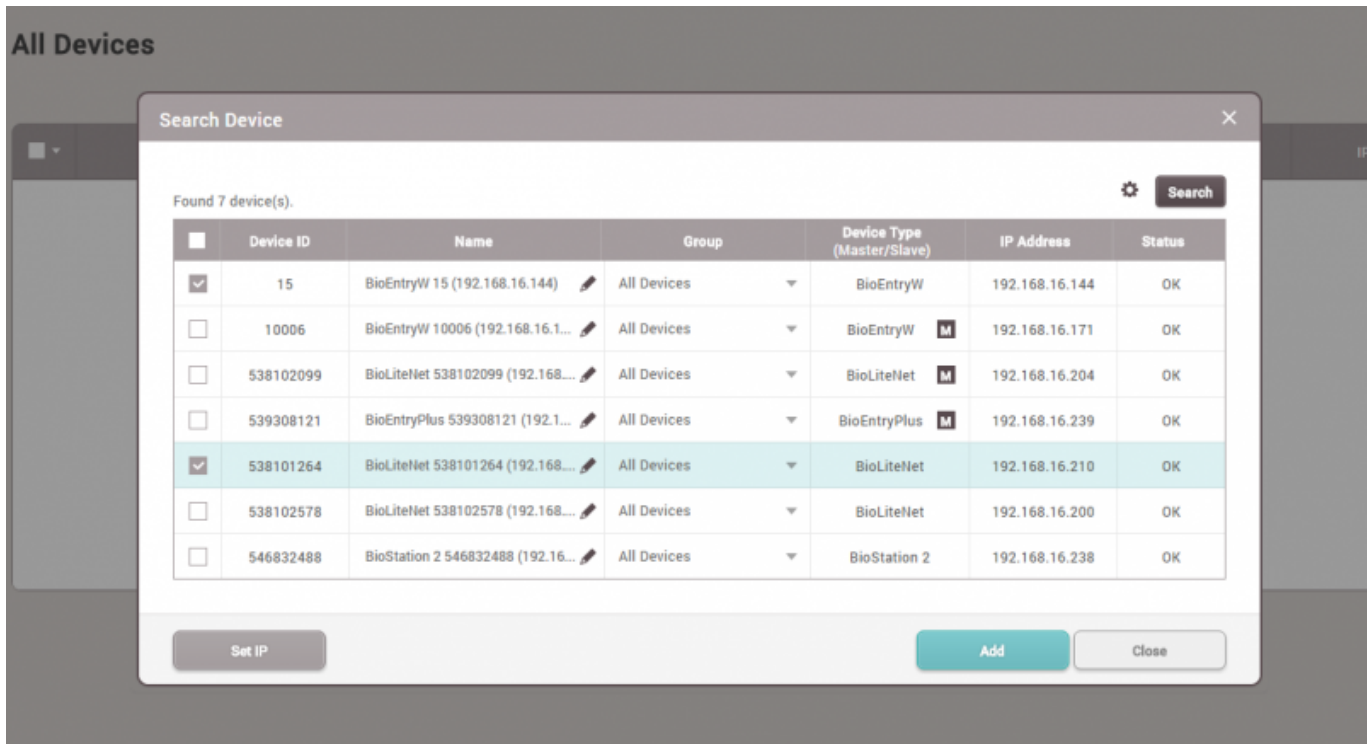 All Devices
Search Device
IP
Found 7 device(s).
Search
Device ID Name Group Device Type (Master/Slave) IP Address Status
15 BioEntryW 15 (192.168.16.144) All Devices BioEntryW 192.168.16.144 OK
10006 BioEntryW 10006 (192.168.16.1... All Devices BioEntryW M 192.168.16.171 OK
538102099 BioLiteNet 538102099 (192.168.... All Devices BioLiteNet M 192.168.16.204 OK
539308121 BioEntryPlus 539308121 (192.1... All Devices BioEntryPlus M 192.168.16.239 OK
538101264 BioLiteNet 538101264 (192.168.... All Devices BioLiteNet 192.168.16.210 OK
538102578 BioLiteNet 538102578 (192.168.... All Devices BioLiteNet 192.168.16.200 OK
546832488 BioStation 2 546832488 (192.16... All Devices BioStation 2 192.168.16.238 OK
Set IP Add Close